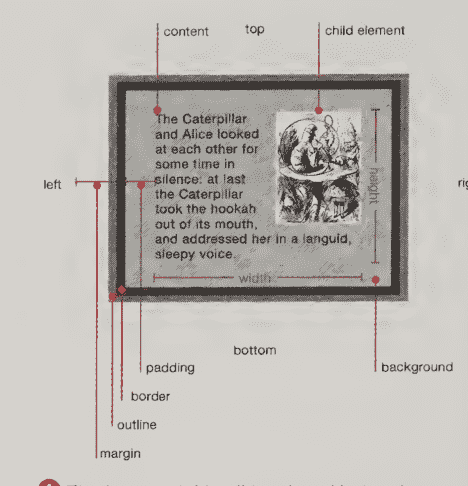 content
top
child element
The Caterpillar
and Alice looked
at each other for
some time in
silence: at last
the Caterpillar
took the hookah
out of its mouth,
and addressed her in a languid,
sleepy voice.
height
width
left
bottom
padding
background
border
outline
margin